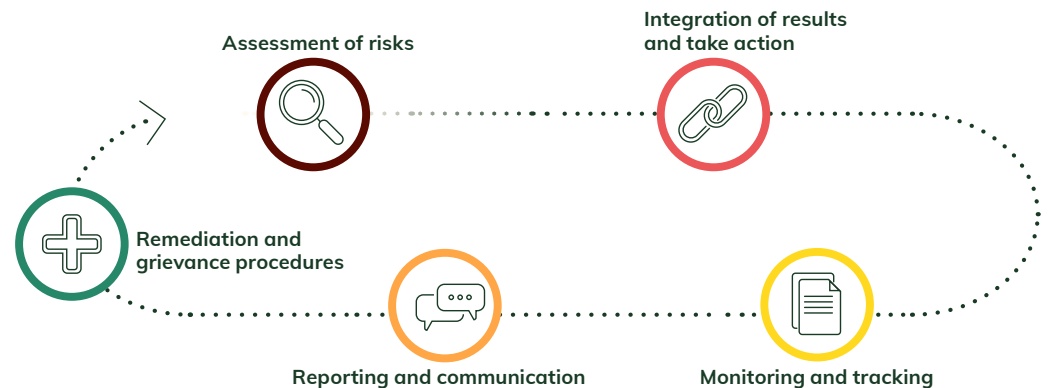 Assessment of risks
Integration of results
and take action
Remediation and
grievance procedures
Reporting and communication
Monitoring and tracking